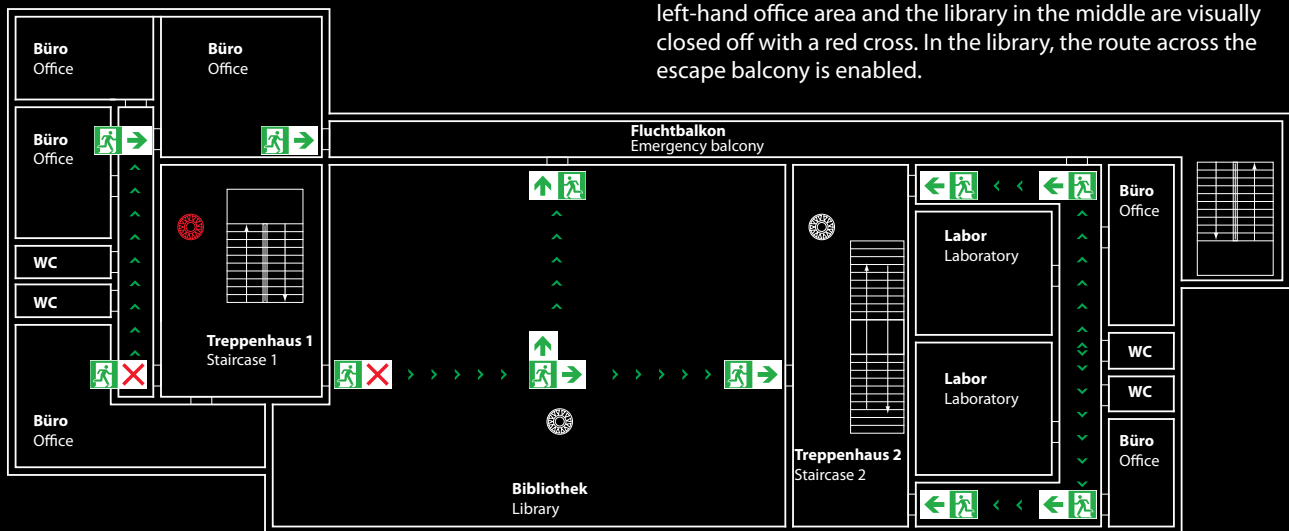 left-hand office area and the library in the middle are visually
closed off with a red cross. In the library, the route across the
escape balcony is enabled.
Büro
Office
Büro
Office
Büro
Office
Fluchtbalkon
Emergency balcony
Büro
Office
Labor
Laboratory
WC
WC
Treppenhaus 1
Staircase 1
WC
Labor
Laboratory
WC
Büro
Office
Büro
Office
Treppenhaus 2
Staircase 2
Bibliothek
Library